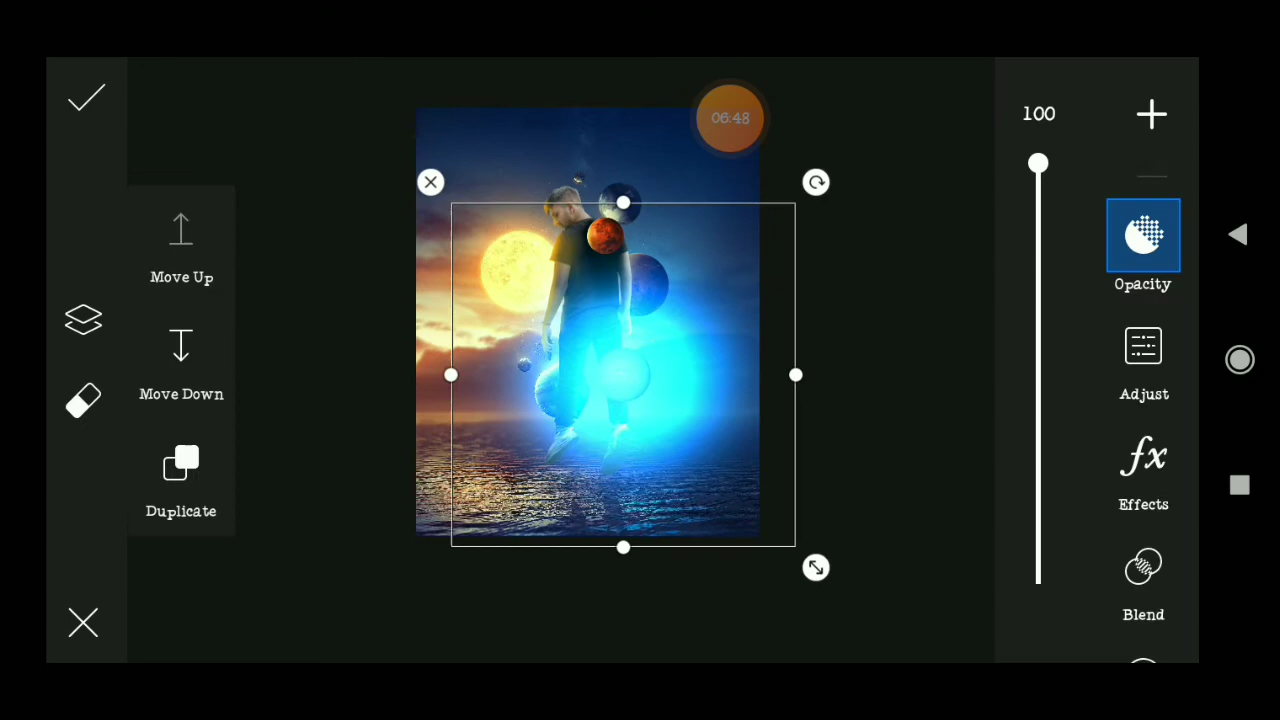 06:48
100
Move Up
Move Down
Duplicate
Opacity
Adjust
fx
Effects
Blend